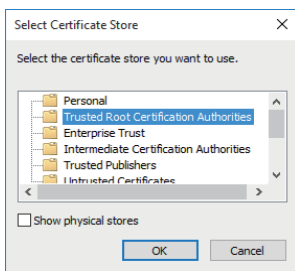 Select Certificate Store
Select the certificate store you want to use.
Personal
Trusted Root Certification Authorities
Enterprise Trust
Intermediate Certification Authorities
Trusted Publishers
Untrusted Certificates
Show physical stores
OK Cancel